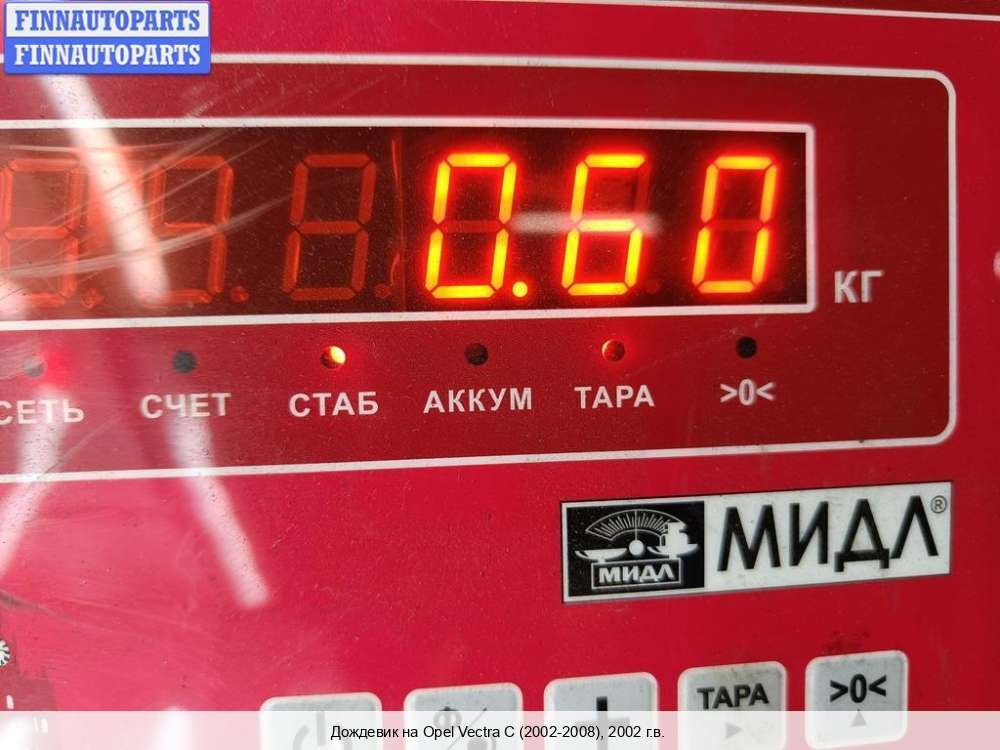 FINNAUTOPARTS
FINNAUTOPARTS
0.60
КГ
СЕТЬ СЧЕТ СТАБ АККУМ ТАРА >0<
МИДЛ МИДЛ®
ТАРА >0<
Дождевик на Opel Vectra C (2002-2008), 2002 г.в.